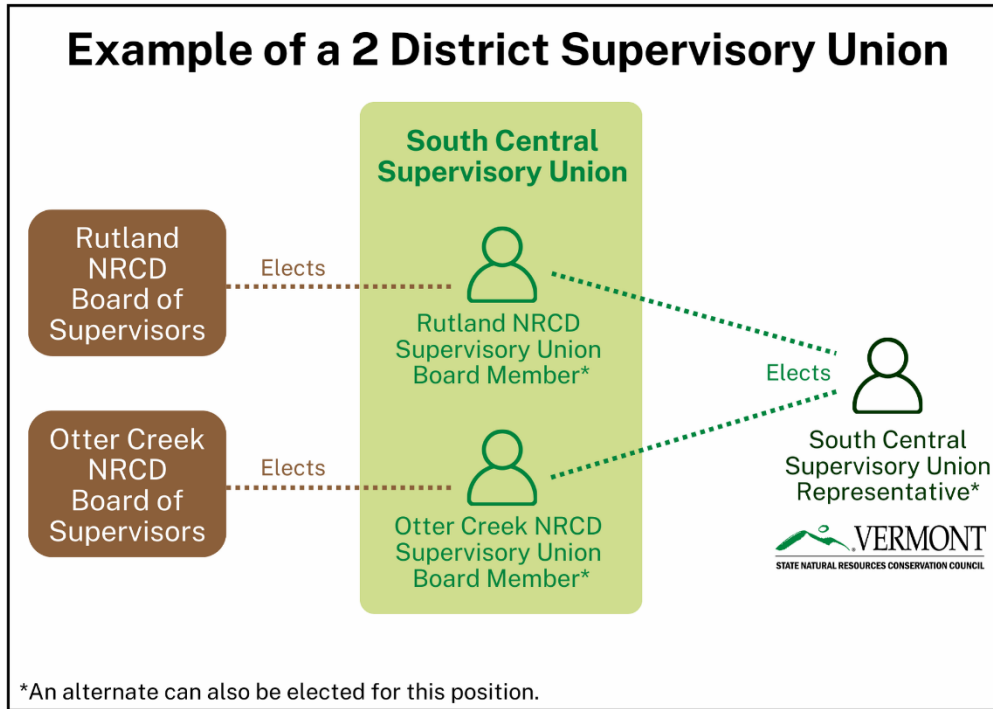 Example of a 2 District Supervisory Union
South Central
Supervisory Union
Rutland
NRCD
Board of
Supervisors
Elects
Rutland NRCD
Supervisory Union
Board Member*
Elects
South Central
Supervisory Union
Representative*
Otter Creek
NRCD
Board of
Supervisors
Elects
Otter Creek NRCD
Supervisory Union
Board Member*
VERMONT
STATE NATURAL RESOURCES CONSERVATION COUNCIL
*An alternate can also be elected for this position.